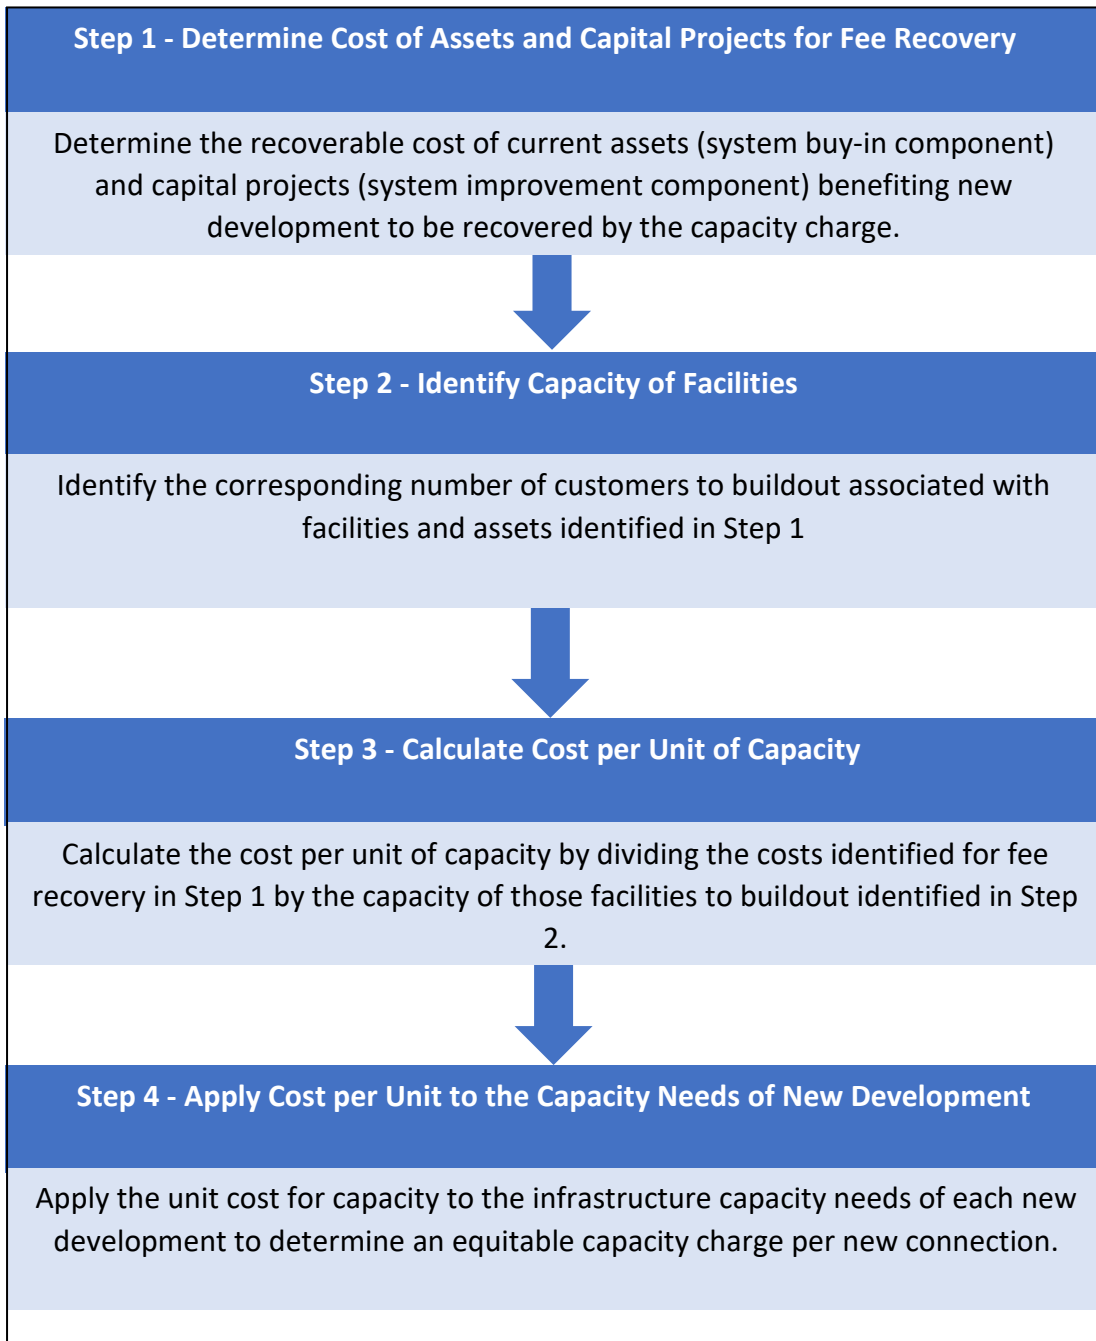 Step 1 - Determine Cost of Assets and Capital Projects for Fee Recovery
Determine the recoverable cost of current assets (system buy-in component)
and capital projects (system improvement component) benefiting new
development to be recovered by the capacity charge.
Step 2 - Identify Capacity of Facilities
Identify the corresponding number of customers to buildout associated with
facilities and assets identified in Step 1
Step 3 - Calculate Cost per Unit of Capacity
Calculate the cost per unit of capacity by dividing the costs identified for fee
recovery in Step 1 by the capacity of those facilities to buildout identified in Step
2.
Step 4 - Apply Cost per Unit to the Capacity Needs of New Development
Apply the unit cost for capacity to the infrastructure capacity needs of each new
development to determine an equitable capacity charge per new connection.